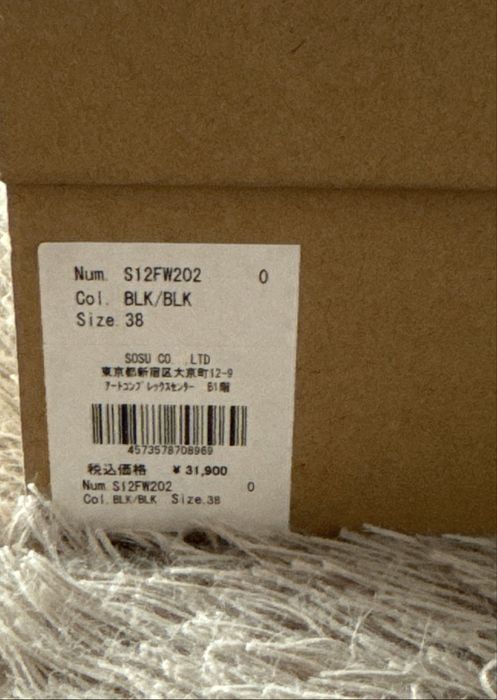 Num. S12FW202 0
Col. BLK/BLK
Size.38
SOSU CO.,LTD
東京都新宿区大京町12-9
アートコンプレックスセンター B1階
4573578708969
税込価格 ¥31,900
Num.S12FW202 0
Col.BLK/BLK Size.38